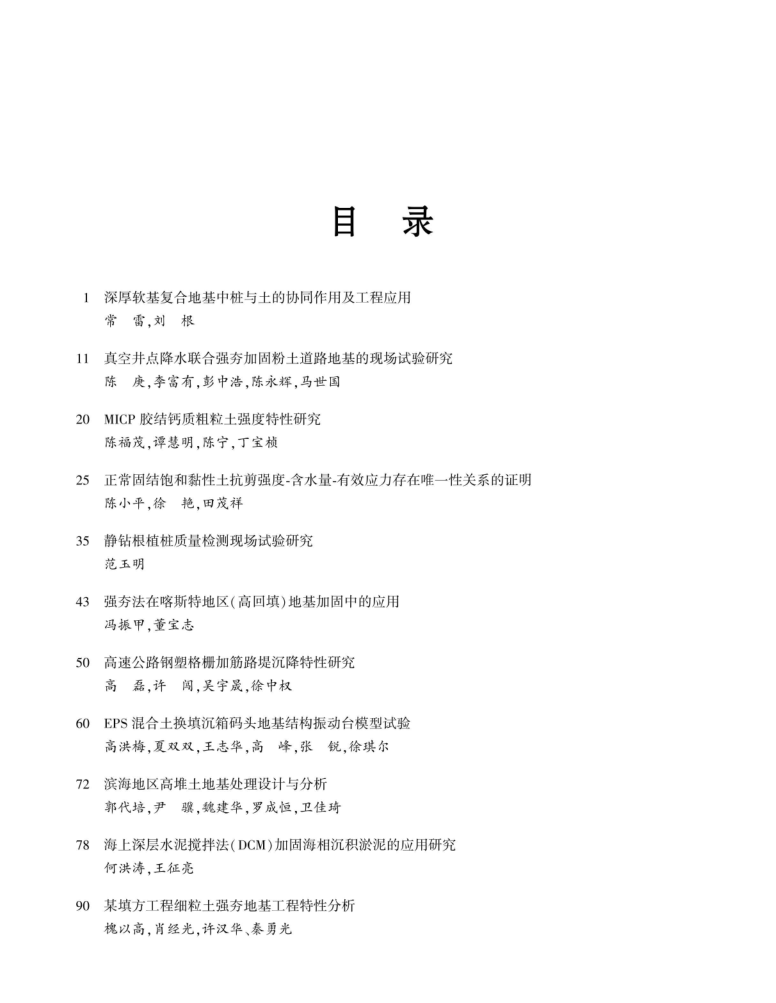 目 录
1 深厚软基复合地基中桩与土的协同作用及工程应用
常 雷,刘 根
11 真空井点降水联合强夯加固粉土道路地基的现场试验研究
陈 庚,李富有,彭中浩,陈永辉,马世国
20 MICP 胶结钙质粗粒土强度特性研究
陈福茂,谭慧明,陈宁,丁宝桢
25 正常固结饱和黏性土抗剪强度-含水量-有效应力存在唯一性关系的证明
陈小平,徐 艳,田茂祥
35 静钻根植桩质量检测现场试验研究
范玉明
43 强夯法在喀斯特地区(高回填)地基加固中的应用
冯振甲,董宝志
50 高速公路钢塑格栅加筋路堤沉降特性研究
高 磊,许 闯,吴宇晟,徐中权
60 EPS 混合土换填沉箱码头地基结构振动台模型试验
高洪梅,夏双双,王志华,高 峰,张 锐,徐琪尔
72 滨海地区高堆土地基处理设计与分析
郭代培,尹 骥,魏建华,罗成恒,卫佳琦
78 海上深层水泥搅拌法(DCM)加固海相沉积淤泥的应用研究
何洪涛,王征亮
90 某填方工程细粒土强夯地基工程特性分析
槐以高,肖经光,许汉华、秦勇光